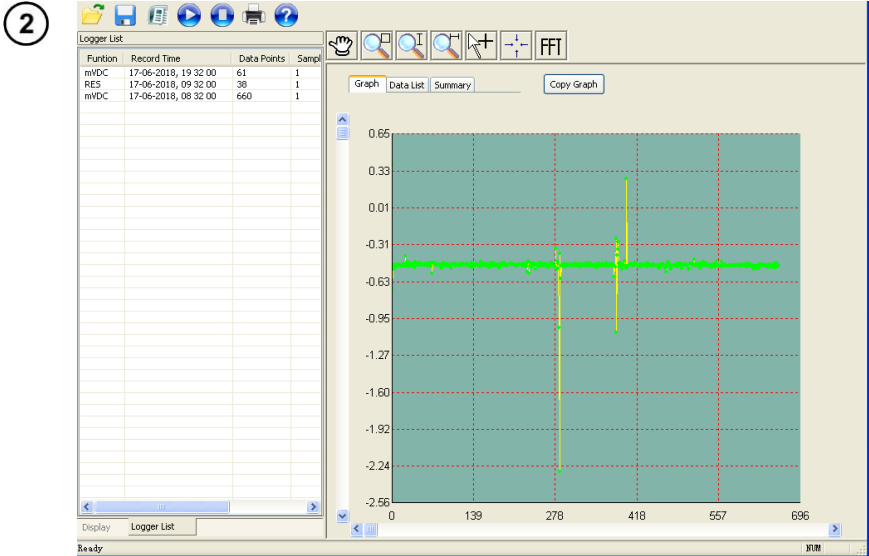 2
Logger List
Funtion Record Time Data Points Sampl
mVDC 17-06-2018, 19 32 00 61 1
RES 17-06-2018, 09 32 00 38 1
mVDC 17-06-2018, 08 32 00 660 1
Display Logger List
Ready
FFT
Graph Data List Summary Copy Graph
0.65
0.33
0.01
-0.31
-0.63
-0.95
-1.27
-1.60
-1.92
-2.24
-2.56
0 139 278 418 557 696
NUM